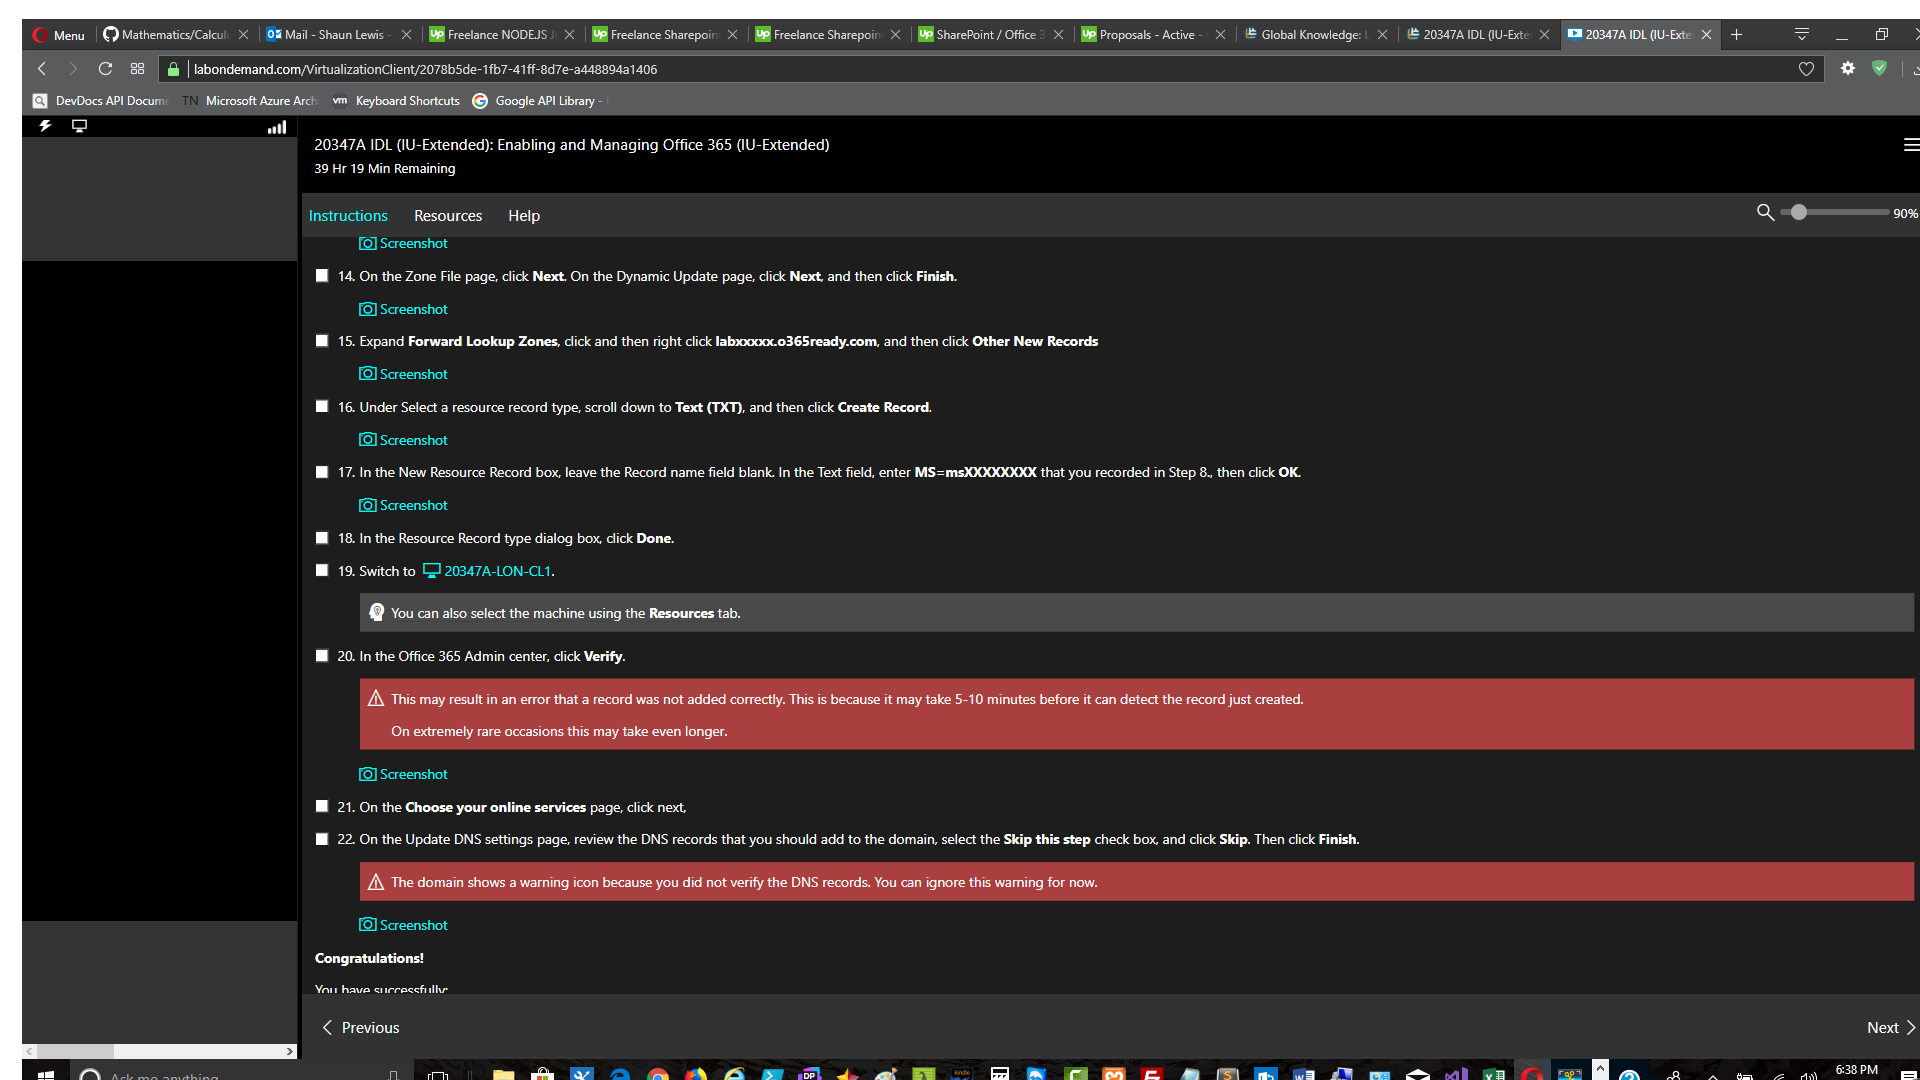 Menu
Mathematics/Calcul
Mail - Shaun Lewis -
Freelance NODEJS J
Freelance Sharepoin
Freelance Sharepoin
SharePoint / Office 3
Proposals - Active -
Global Knowledge: L
20347A IDL (IU-Exte
20347A IDL (IU-Exte
labondemand.com/VirtualizationClient/2078b5de-1fb7-41ff-8d7e-a448894a1406
DevDocs API Docume
TN Microsoft Azure Arch
vm Keyboard Shortcuts
Google API Library -
20347A IDL (IU-Extended): Enabling and Managing Office 365 (IU-Extended)
39 Hr 19 Min Remaining
Instructions Resources Help
90%
Screenshot
14. On the Zone File page, click Next. On the Dynamic Update page, click Next, and then click Finish.
Screenshot
15. Expand Forward Lookup Zones, click and then right click labxxxxx.o365ready.com, and then click Other New Records
Screenshot
16. Under Select a resource record type, scroll down to Text (TXT), and then click Create Record.
Screenshot
17. In the New Resource Record box, leave the Record name field blank. In the Text field, enter MS=msXXXXXXXX that you recorded in Step 8., then click OK.
Screenshot
18. In the Resource Record type dialog box, click Done.
19. Switch to 20347A-LON-CL1.
You can also select the machine using the Resources tab.
20. In the Office 365 Admin center, click Verify.
This may result in an error that a record was not added correctly. This is because it may take 5-10 minutes before it can detect the record just created.
On extremely rare occasions this may take even longer.
Screenshot
21. On the Choose your online services page, click next,
22. On the Update DNS settings page, review the DNS records that you should add to the domain, select the Skip this step check box, and click Skip. Then click Finish.
The domain shows a warning icon because you did not verify the DNS records. You can ignore this warning for now.
Screenshot
Congratulations!
You have successfully:
Previous
Next
Ask me anything
6:38 PM